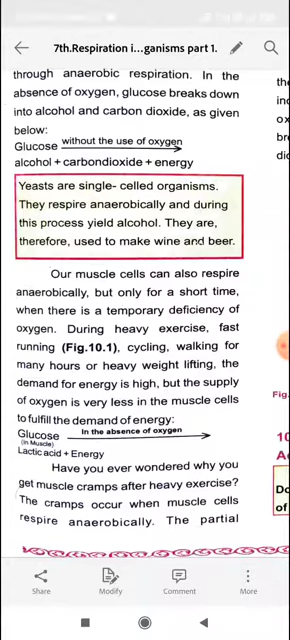 7th.Respiration i...ganisms part 1.
through anaerobic respiration. In the
absence of oxygen, glucose breaks down
into alcohol and carbon dioxide, as given
below:
Glucose without the use of oxygen
alcohol + carbondioxide + energy
Yeasts are single- celled organisms.
They respire anaerobically and during
this process yield alcohol. They are,
therefore, used to make wine and beer.
Our muscle cells can also respire
anaerobically, but only for a short time,
when there is a temporary deficiency of
oxygen. During heavy exercise, fast
running (Fig.10.1), cycling, walking for
many hours or heavy weight lifting, the
demand for energy is high, but the supply
of oxygen is very less in the muscle cells
to fulfill the demand of energy:
Glucose In the absence of oxygen
(in Muscle)
Lactic acid + Energy
Have you ever wondered why you
get muscle cramps after heavy exercise?
The cramps occur when muscle cells
respire anaerobically. The partial
Fig.
10
Do
of
Share
Modify
Comment
More